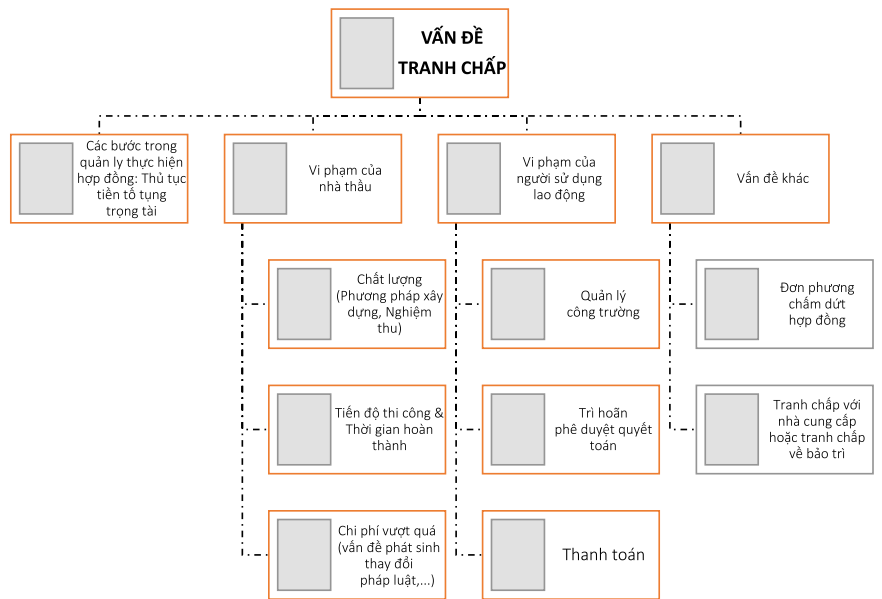 VẤN ĐỀ
TRANH CHẤP
Các bước trong
quản ly thực hiện
hợp đồng: Thủ tục
tiền tố tụng
trọng tài
Vi phạm của
nhà thầu
Vi phạm của
người sử dụng
lao động
Vấn đề khác
Chất lượng
(Phương pháp xây
dựng, Nghiệm
thu)
Quản lý
công trường
Đơn phương
chấm dứt
hợp đồng
Tiến độ thi công &
Thời gian hoàn
thành
Trì hoãn
phê duyệt quyết
toán
Tranh chấp với
nhà cung cấp
hoặc tranh chấp
về bảo trì
Chi phí vượt quá
(vấn đề phát sinh
thay đổi
pháp luật,...)
Thanh toán